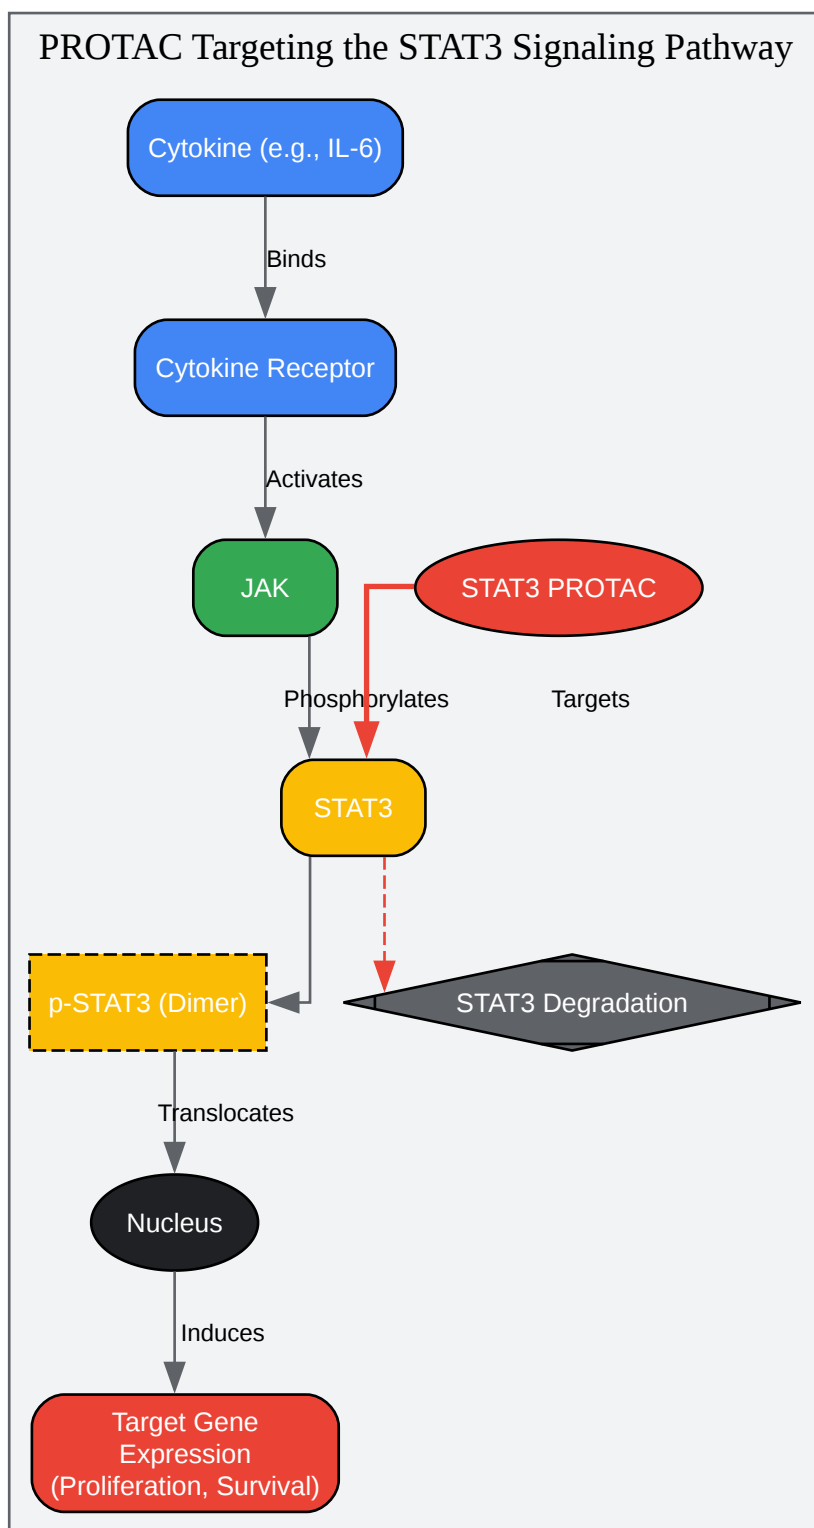 PROTAC Targeting the STAT3 Signaling Pathway
Cytokine (e.g., IL-6)
Binds
Cytokine Receptor
Activates
JAK
STAT3 PROTAC
Phosphorylates
Targets
STAT3
p-STAT3 (Dimer)
STAT3 Degradation
Translocates
Nucleus
Induces
Target Gene
Expression
(Proliferation, Survival)